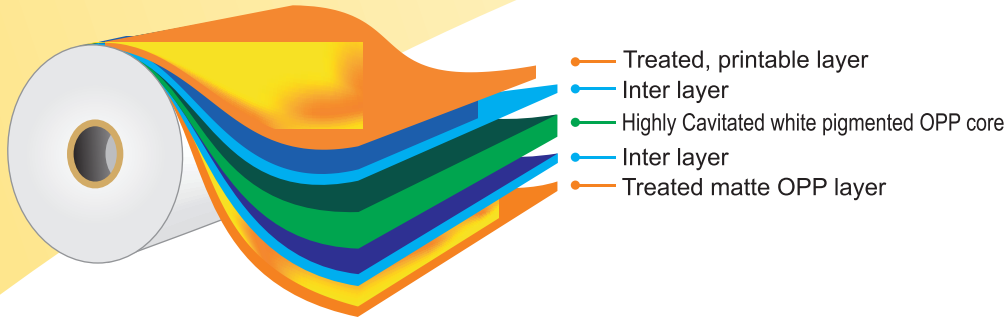 Treated, printable layer
Inter layer
Highly Cavitated white pigmented OPP core
Inter layer
Treated matte OPP layer